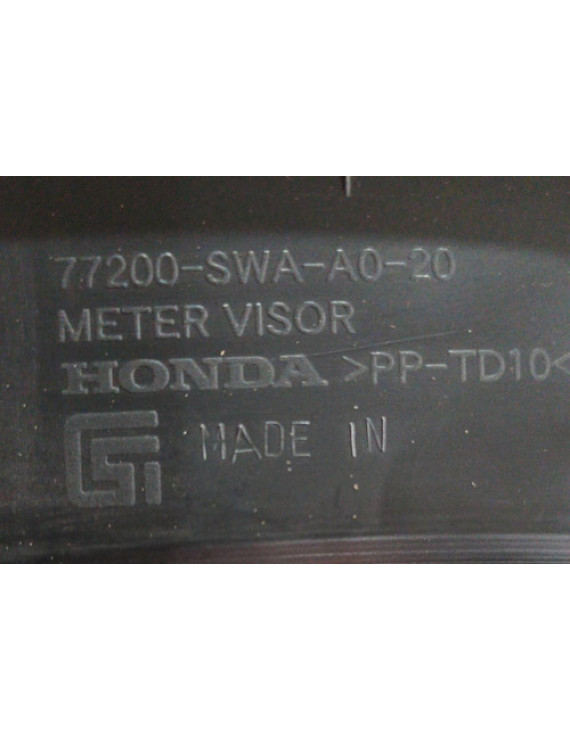 77200-SWA-A0-20
METER VISOR
HONDA >PP-TD10<
MADE IN